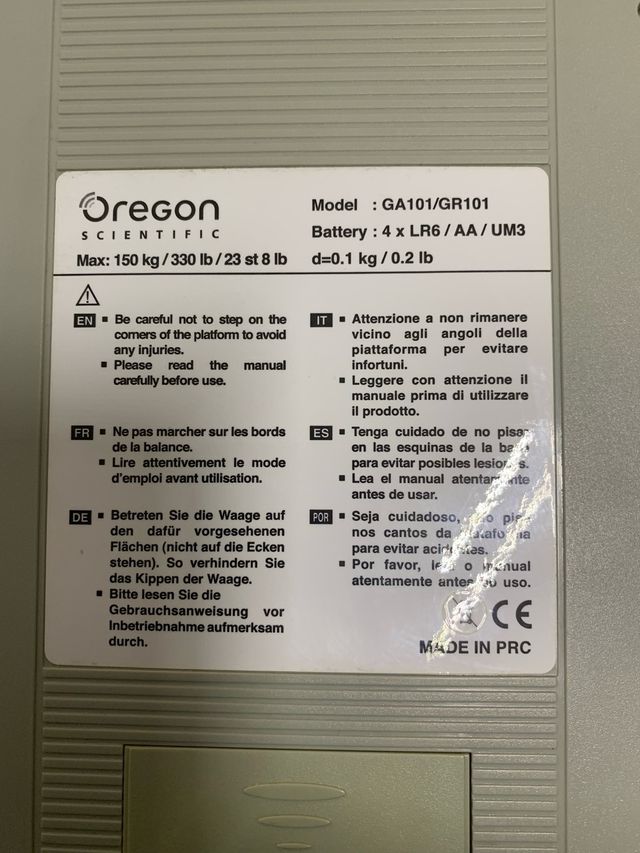 Oregon
SCIENTIFIC
Max: 150 kg / 330 lb / 23 st 8 lb
Model : GA101/GR101
Battery : 4 x LR6 / AA / UM3
d=0.1 kg / 0.2 lb
EN ▪ Be careful not to step on the
corners of the platform to avoid
any injuries.
▪ Please read the manual
carefully before use.
FR ▪ Ne pas marcher sur les bords
de la balance.
▪ Lire attentivement le mode
d'emploi avant utilisation.
DE ▪ Betreten Sie die Waage auf
den dafür vorgesehenen
Flächen (nicht auf die Ecken
stehen). So verhindern Sie
das Kippen der Waage.
▪ Bitte lesen Sie die
Gebrauchsanweisung vor
Inbetriebnahme aufmerksam
durch.
IT ▪ Attenzione a non rimanere
vicino agli angoli della
piattaforma per evitare
infortuni.
▪ Leggere con attenzione il
manuale prima di utilizzare
il prodotto.
ES ▪ Tenga cuidado de no pisar
en las esquinas de la
para evitar posibles
▪ Lea el manual atentamente
antes de usar.
POR ▪ Seja cuidadoso,
nos cantos da plataforma
para evitar acidentes.
▪ Por favor, o manual
atentamente antes uso.
CE
MADE IN PRC